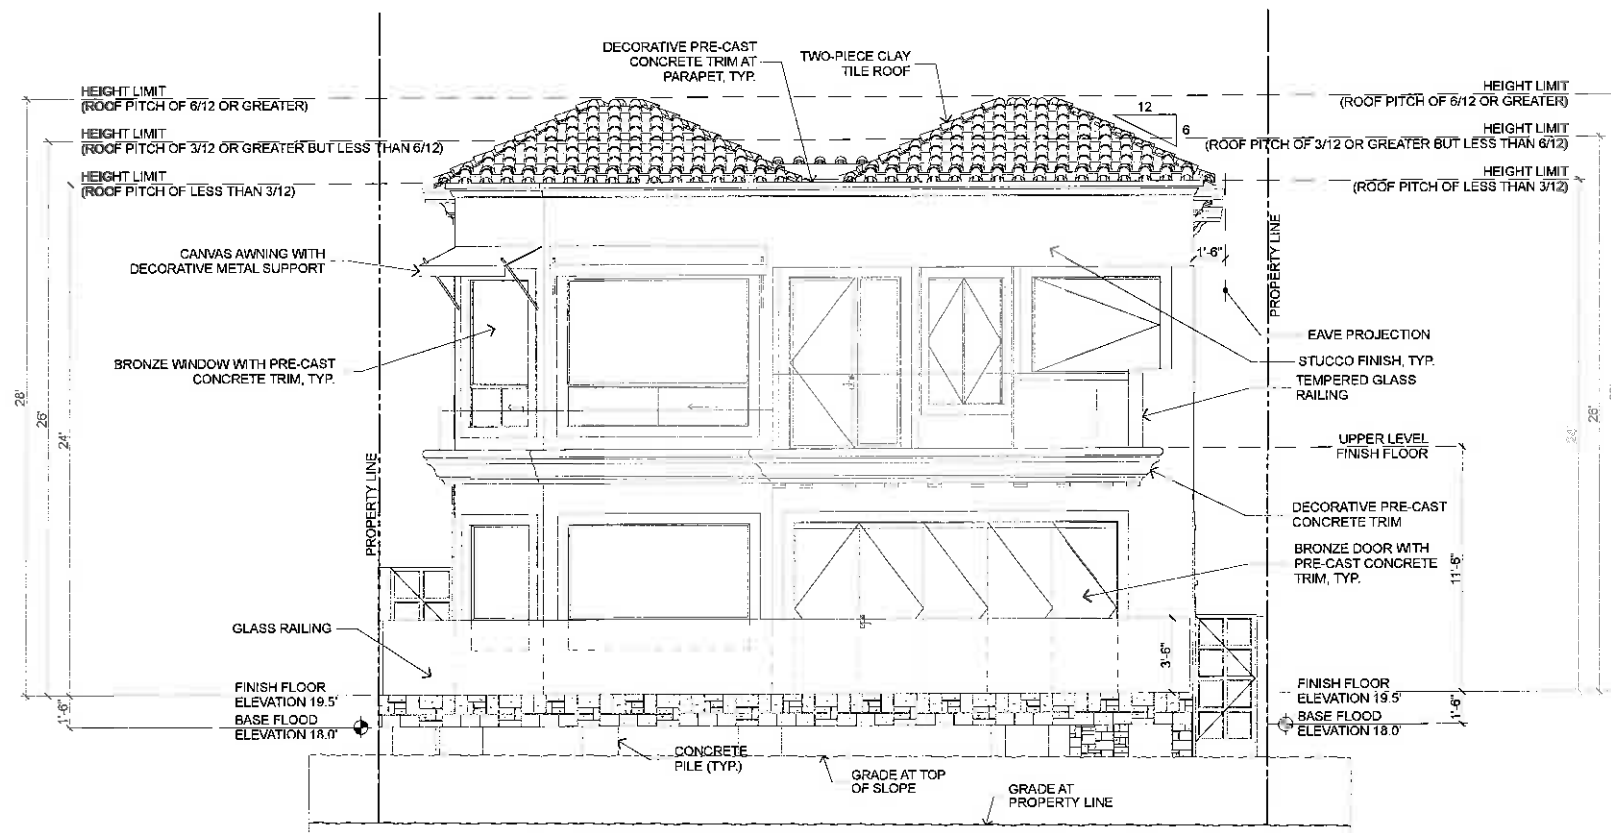 DECORATIVE PRE-CAST
CONCRETE TRIM AT
PARAPET, TYP.
TWO-PIECE CLAY
TILE ROOF
HEIGHT LIMIT
(ROOF PITCH OF 6/12 OR GREATER)
HEIGHT LIMIT
(ROOF PITCH OF 3/12 OR GREATER BUT LESS THAN 6/12)
HEIGHT LIMIT
(ROOF PITCH OF LESS THAN 3/12)
12
6
HEIGHT LIMIT
(ROOF PITCH OF 6/12 OR GREATER)
HEIGHT LIMIT
(ROOF PITCH OF 3/12 OR GREATER BUT LESS THAN 6/12)
HEIGHT LIMIT
(ROOF PITCH OF LESS THAN 3/12)
CANVAS AWNING WITH
DECORATIVE METAL SUPPORT
BRONZE WINDOW WITH PRE-CAST
CONCRETE TRIM, TYP.
28'
26'
24'
1'-6"
PROPERTY LINE
GLASS RAILING
FINISH FLOOR
ELEVATION 19.5'
BASE FLOOD
ELEVATION 18.0'
1'-6"
PROPERTY LINE
EAVE PROJECTION
STUCCO FINISH, TYP.
TEMPERED GLASS
RAILING
UPPER LEVEL
FINISH FLOOR
DECORATIVE PRE-CAST
CONCRETE TRIM
BRONZE DOOR WITH
PRE-CAST CONCRETE
TRIM, TYP.
11'-6"
3'-6"
FINISH FLOOR
ELEVATION 19.5'
BASE FLOOD
ELEVATION 18.0'
1'-6"
24'
CONCRETE
PILE (TYP.)
GRADE AT TOP
OF SLOPE
GRADE AT
PROPERTY LINE